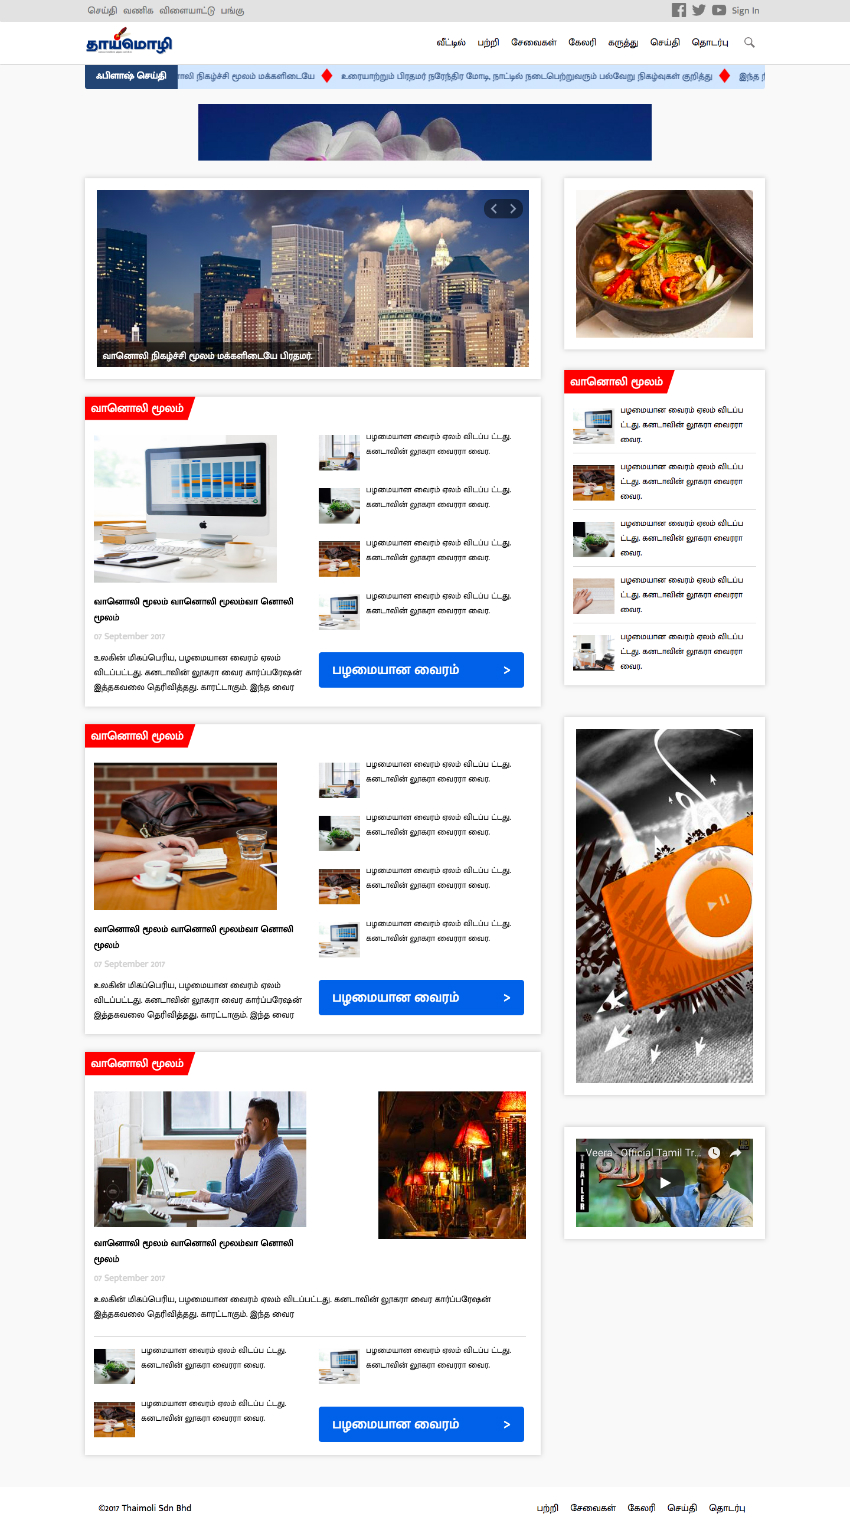 செய்தி வணிக விளையாட்டு பங்கு
Sign In
தாய்மொழி
வீட்டில் பற்றி சேவைகள் கேலரி கருத்து செய்தி தொடர்பு
ஃபிளாஷ் செய்தி
னாலி நிகழ்ச்சி மூலம் மக்களிடையே ♦ உரையாற்றும் பிரதமர் நரேந்திர மோடி, நாட்டில் நடைபெற்றுவரும் பல்வேறு நிகழ்வுகள் குறித்து ♦ இந்த நி
வானொலி நிகழ்ச்சி மூலம் மக்களிடையே பிரதமர்.
வானொலி மூலம்
பழமையான வைரம் ஏலம் விடப்ப ட்டது.
கனடாவின் லூகரா வைரரா வைர.
பழமையான வைரம் ஏலம் விடப்ப ட்டது.
கனடாவின் லூகரா வைரரா வைர.
பழமையான வைரம் ஏலம் விடப்ப ட்டது.
கனடாவின் லூகரா வைரரா வைர.
பழமையான வைரம் ஏலம் விடப்ப ட்டது.
கனடாவின் லூகரா வைரரா வைர.
வானொலி மூலம் வானொலி மூலம்வா னொலி
மூலம்
07 September 2017
உலகின் மிகப்பெரிய, பழமையான வைரம் ஏலம்
விடப்பட்டது. கனடாவின் லூகரா வைர கார்ப்பரேஷன்
இத்தகவலை தெரிவித்தது. காரட்டாகும். இந்த வைர
பழமையான வைரம் >
வானொலி மூலம்
பழமையான வைரம் ஏலம் விடப்ப ட்டது.
கனடாவின் லூகரா வைரரா வைர.
பழமையான வைரம் ஏலம் விடப்ப ட்டது.
கனடாவின் லூகரா வைரரா வைர.
பழமையான வைரம் ஏலம் விடப்ப ட்டது.
கனடாவின் லூகரா வைரரா வைர.
பழமையான வைரம் ஏலம் விடப்ப ட்டது.
கனடாவின் லூகரா வைரரா வைர.
வானொலி மூலம் வானொலி மூலம்வா னொலி
மூலம்
07 September 2017
உலகின் மிகப்பெரிய, பழமையான வைரம் ஏலம்
விடப்பட்டது. கனடாவின் லூகரா வைர கார்ப்பரேஷன்
இத்தகவலை தெரிவித்தது. காரட்டாகும். இந்த வைர
பழமையான வைரம் >
வானொலி மூலம்
வானொலி மூலம் வானொலி மூலம்வா னொலி
மூலம்
07 September 2017
உலகின் மிகப்பெரிய, பழமையான வைரம் ஏலம் விடப்பட்டது. கனடாவின் லூகரா வைர கார்ப்பரேஷன்
இத்தகவலை தெரிவித்தது. காரட்டாகும். இந்த வைர
பழமையான வைரம் ஏலம் விடப்ப ட்டது.
கனடாவின் லூகரா வைரரா வைர.
பழமையான வைரம் ஏலம் விடப்ப ட்டது.
கனடாவின் லூகரா வைரரா வைர.
பழமையான வைரம் ஏலம் விடப்ப ட்டது.
கனடாவின் லூகரா வைரரா வைர.
பழமையான வைரம் >
வானொலி மூலம்
பழமையான வைரம் ஏலம் விடப்ப
ட்டது. கனடாவின் லூகரா வைரரா
வைர.
பழமையான வைரம் ஏலம் விடப்ப
ட்டது. கனடாவின் லூகரா வைரரா
வைர.
பழமையான வைரம் ஏலம் விடப்ப
ட்டது. கனடாவின் லூகரா வைரரா
வைர.
பழமையான வைரம் ஏலம் விடப்ப
ட்டது. கனடாவின் லூகரா வைரரா
வைர.
பழமையான வைரம் ஏலம் விடப்ப
ட்டது. கனடாவின் லூகரா வைரரா
வைர.
Veera - Official Tamil Tr...
TRAILER
©2017 Thaimoli Sdn Bhd
பற்றி சேவைகள் கேலரி செய்தி தொடர்பு